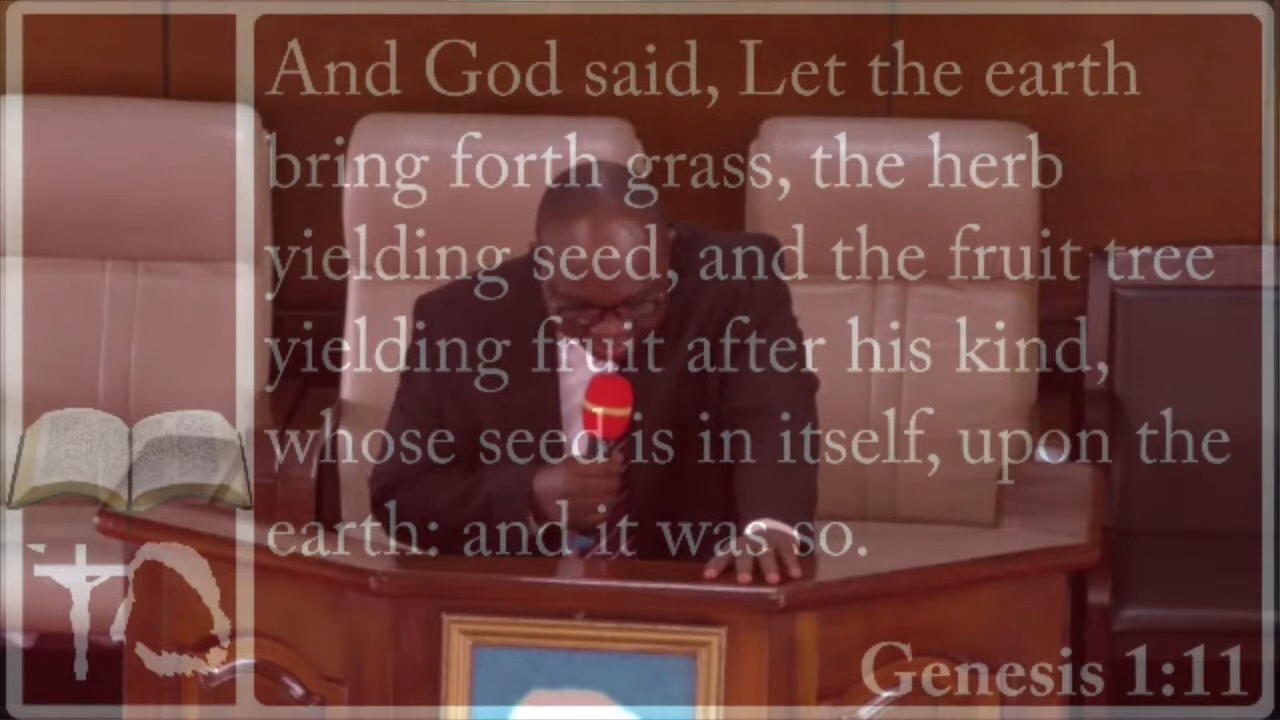 And God said, Let the earth
bring forth grass, the herb
yielding seed, and the fruit tree
yielding fruit after his kind,
whose seed is in itself, upon the
earth: and it was so.
Genesis 1:11